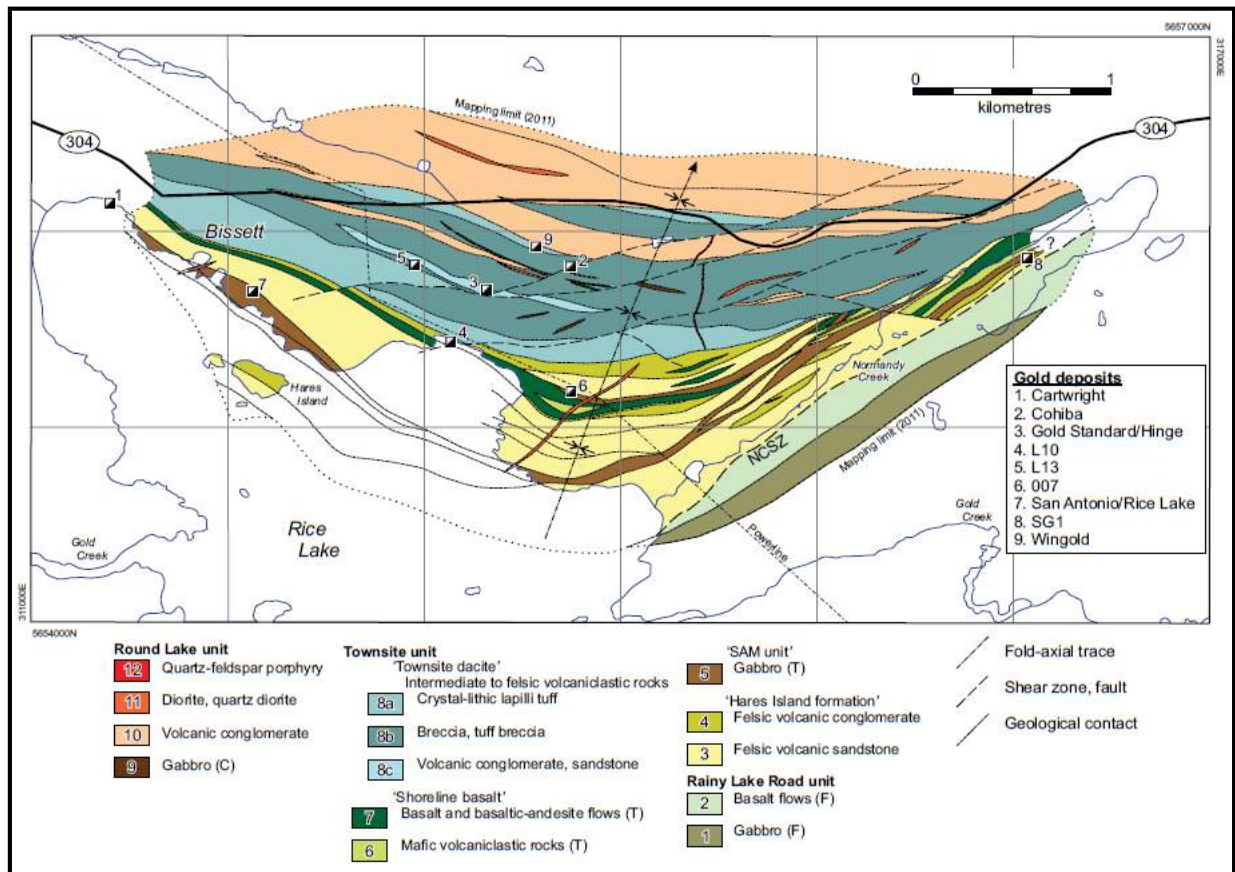 5657000N
317000E
0 1
kilometres
Mapping limit (2011)
304
304
1
Bissett
9
2
5
3
7
4
6
?
8
Hares
Island
Normandy
Creek
NCSZ
Mapping limit (2011)
Rice
Lake
Gold
Creek
Gold
Creek
Powerline
311000E
5654000N
Gold deposits
1. Cartwright
2. Cohiba
3. Gold Standard/Hinge
4. L10
5. L13
6. 007
7. San Antonio/Rice Lake
8. SG1
9. Wingold
Round Lake unit
12 Quartz-feldspar porphyry
11 Diorite, quartz diorite
10 Volcanic conglomerate
9 Gabbro (C)
Townsite unit
'Townsite dacite'
Intermediate to felsic volcaniclastic rocks
8a Crystal-lithic lapilli tuff
8b Breccia, tuff breccia
8c Volcanic conglomerate, sandstone
'Shoreline basalt'
7 Basalt and basaltic-andesite flows (T)
6 Mafic volcaniclastic rocks (T)
'SAM unit'
5 Gabbro (T)
'Hares Island formation'
4 Felsic volcanic conglomerate
3 Felsic volcanic sandstone
Rainy Lake Road unit
2 Basalt flows (F)
1 Gabbro (F)
Fold-axial trace
Shear zone, fault
Geological contact